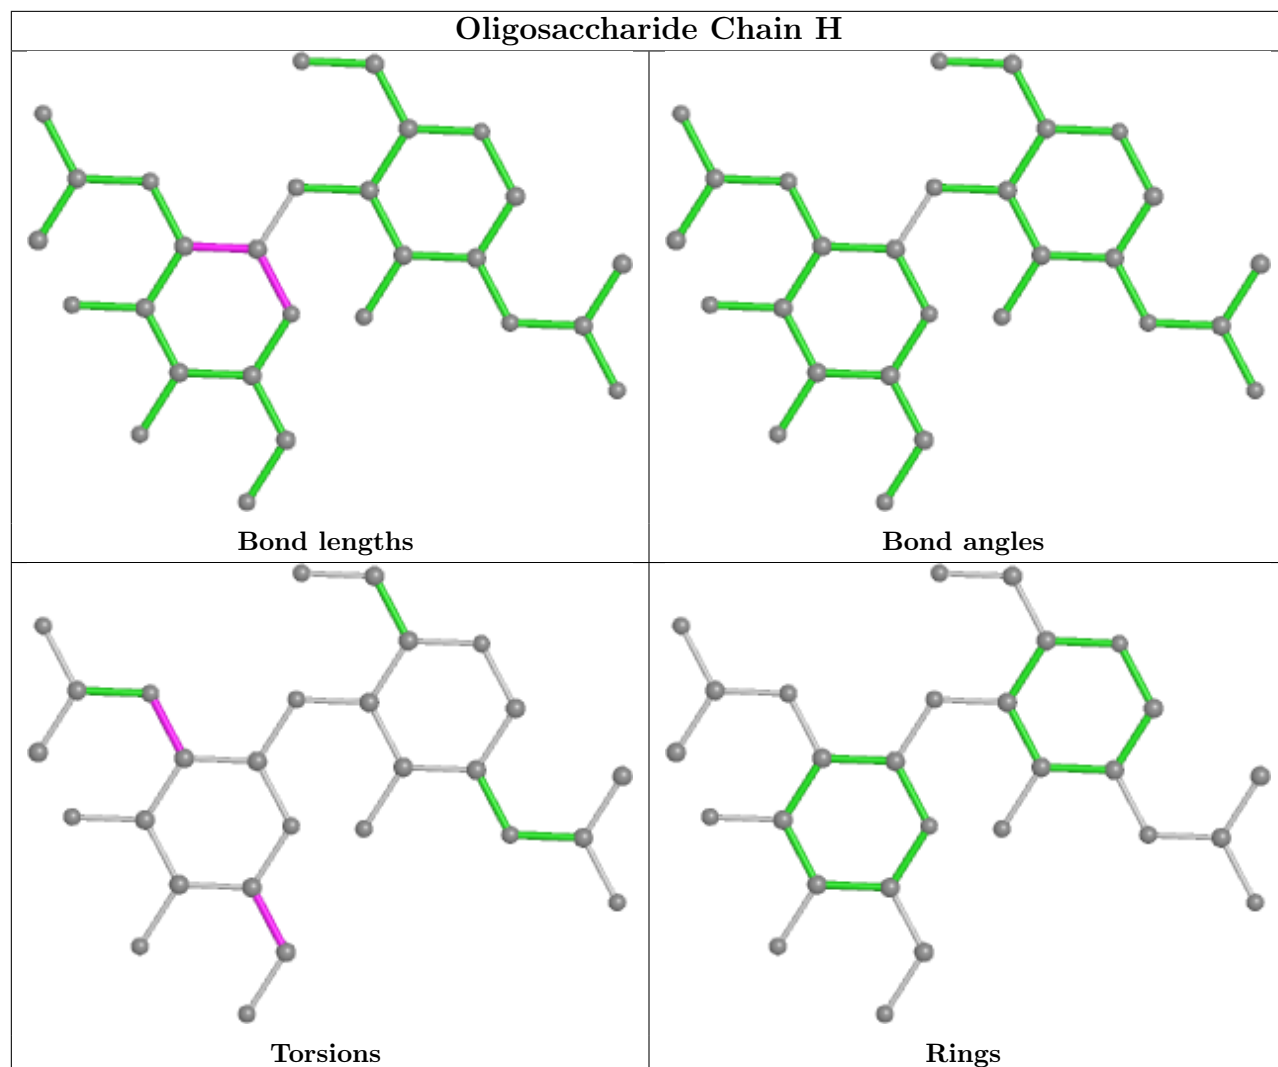 Oligosaccharide Chain H
Bond lengths
Bond angles
Torsions
Rings